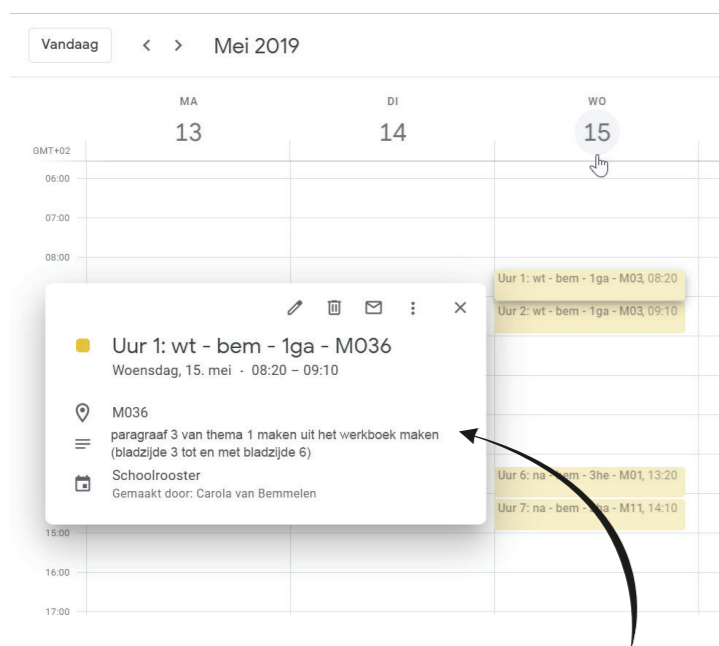 Vandaag
Mei 2019
MA
DI
WO
13
14
15
GMT+02
06:00
07:00
08:00
Uur 1: wt - bem - 1ga - M03, 08:20
Uur 2: wt - bem - 1ga - M03, 09:10
Uur 1: wt - bem - 1ga - M036
Woensdag, 15. mei · 08:20 – 09:10
M036
paragraaf 3 van thema 1 maken uit het werkboek maken
(bladzijde 3 tot en met bladzijde 6)
Schoolrooster
Gemaakt door: Carola van Bemmelen
Uur 6: na - bem - 3he - M01, 13:20
Uur 7: na - bem - ha - M11, 14:10
15:00
16:00
17:00